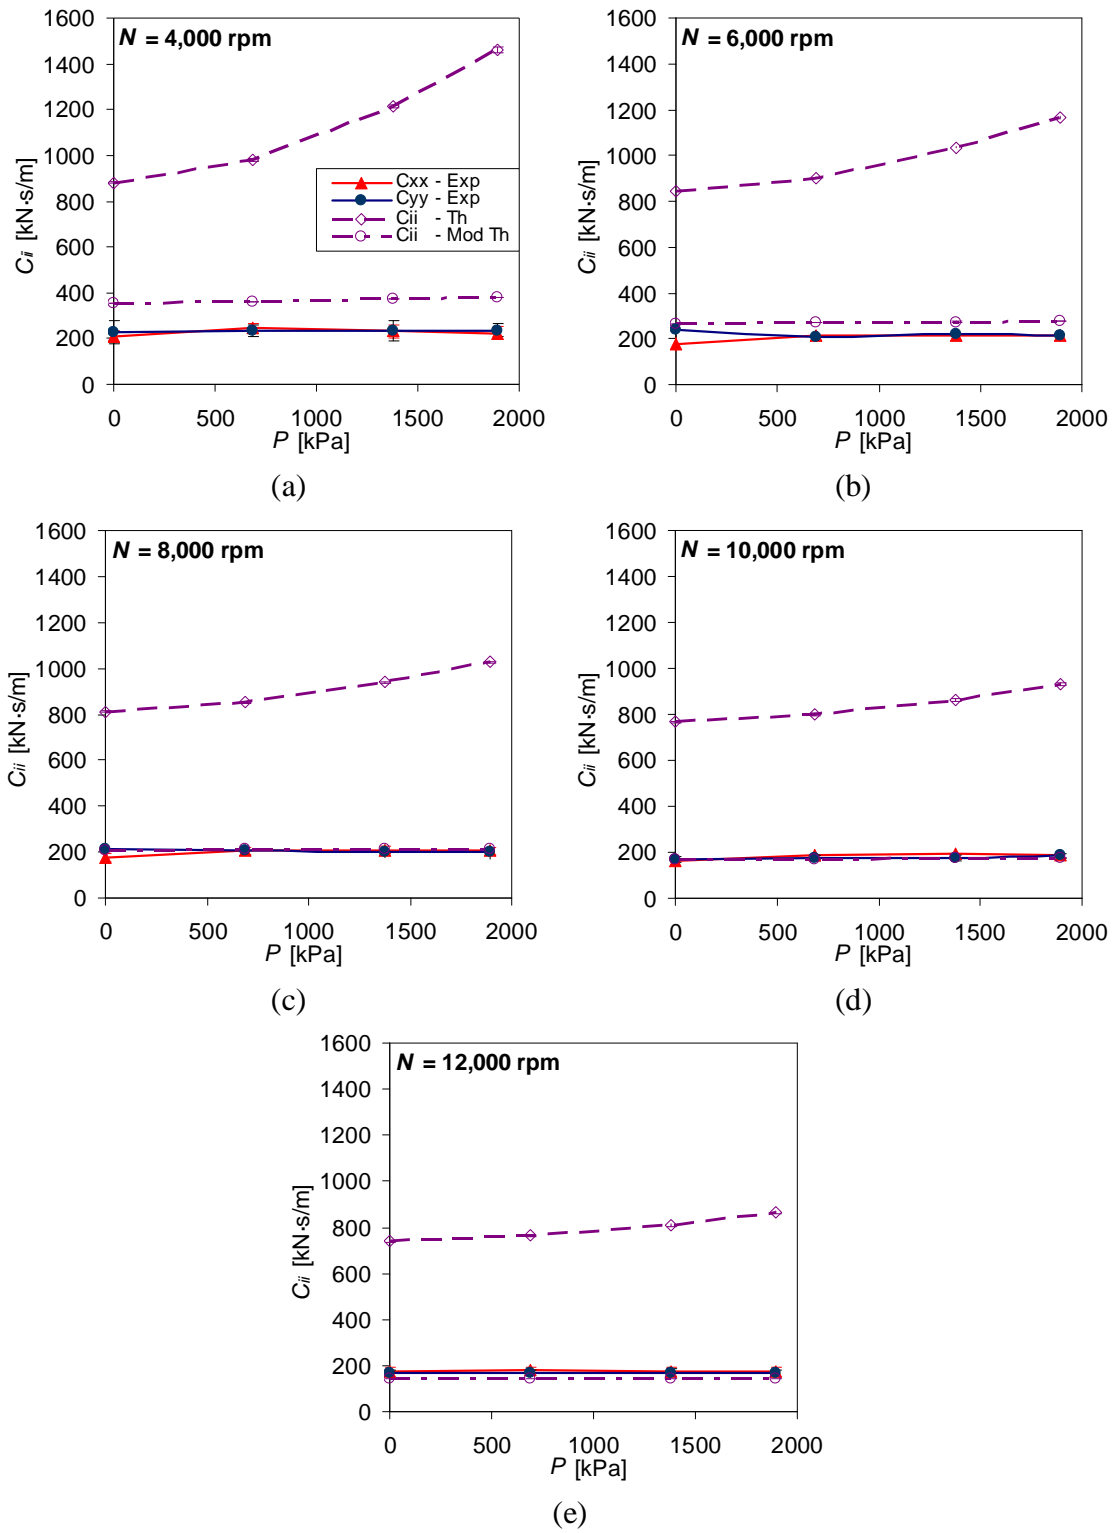 N = 4,000 rpm
1600
1400
1200
1000
800
600
400
200
0
Cii [kN·s/m]
Cxx - Exp
Cyy - Exp
Cii - Th
Cii - Mod Th
0 500 1000 1500 2000
P [kPa]
(a)
N = 6,000 rpm
1600
1400
1200
1000
800
600
400
200
0
Cii [kN·s/m]
0 500 1000 1500 2000
P [kPa]
(b)
N = 8,000 rpm
1600
1400
1200
1000
800
600
400
200
0
Cii [kN·s/m]
0 500 1000 1500 2000
P [kPa]
(c)
N = 10,000 rpm
1600
1400
1200
1000
800
600
400
200
0
Cii [kN·s/m]
0 500 1000 1500 2000
P [kPa]
(d)
N = 12,000 rpm
1600
1400
1200
1000
800
600
400
200
0
Cii [kN·s/m]
0 500 1000 1500 2000
P [kPa]
(e)